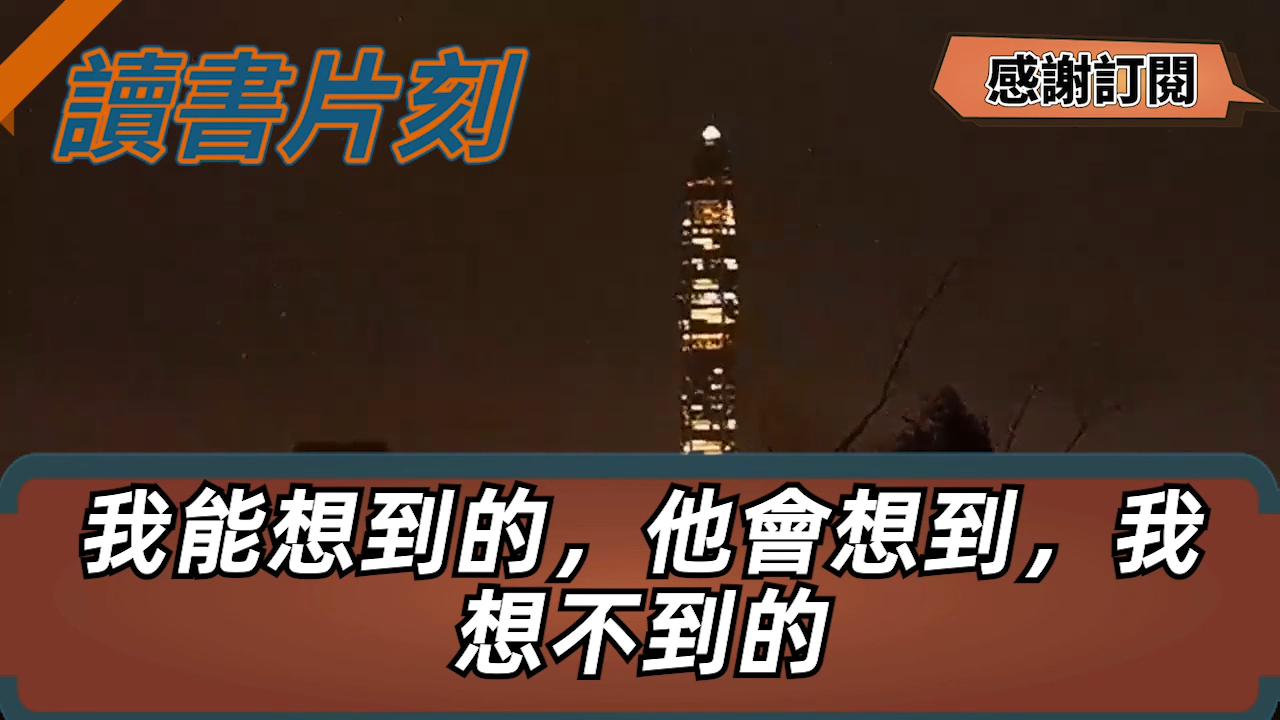 讀書片刻
感謝訂閱
我能想到的，他會想到，我
想不到的